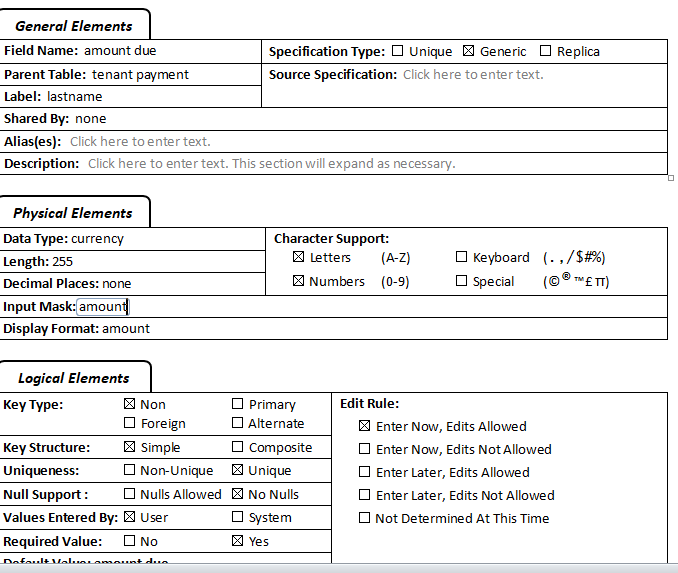 General Elements
Field Name: amount due Specification Type: ☐ Unique ☒ Generic ☐ Replica
Parent Table: tenant payment Source Specification: Click here to enter text.
Label: lastname
Shared By: none
Alias(es): Click here to enter text.
Description: Click here to enter text. This section will expand as necessary.
Physical Elements
Data Type: currency Character Support:
Length: 255 ☒ Letters (A-Z) ☐ Keyboard (.,/$#%)
Decimal Places: none ☒ Numbers (0-9) ☐ Special (©®™£π)
Input Mask: amount
Display Format: amount
Logical Elements
Key Type: ☒ Non ☐ Primary Edit Rule:
☐ Foreign ☐ Alternate ☒ Enter Now, Edits Allowed
Key Structure: ☒ Simple ☐ Composite ☐ Enter Now, Edits Not Allowed
Uniqueness: ☐ Non-Unique ☒ Unique ☐ Enter Later, Edits Allowed
Null Support : ☐ Nulls Allowed ☒ No Nulls ☐ Enter Later, Edits Not Allowed
Values Entered By: ☒ User ☐ System ☐ Not Determined At This Time
Required Value: ☐ No ☒ Yes
Default Value: amount due